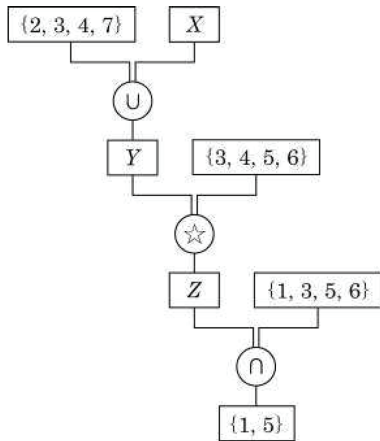 {2, 3, 4, 7} X
∪
Y {3, 4, 5, 6}
☆
Z {1, 3, 5, 6}
∩
{1, 5}